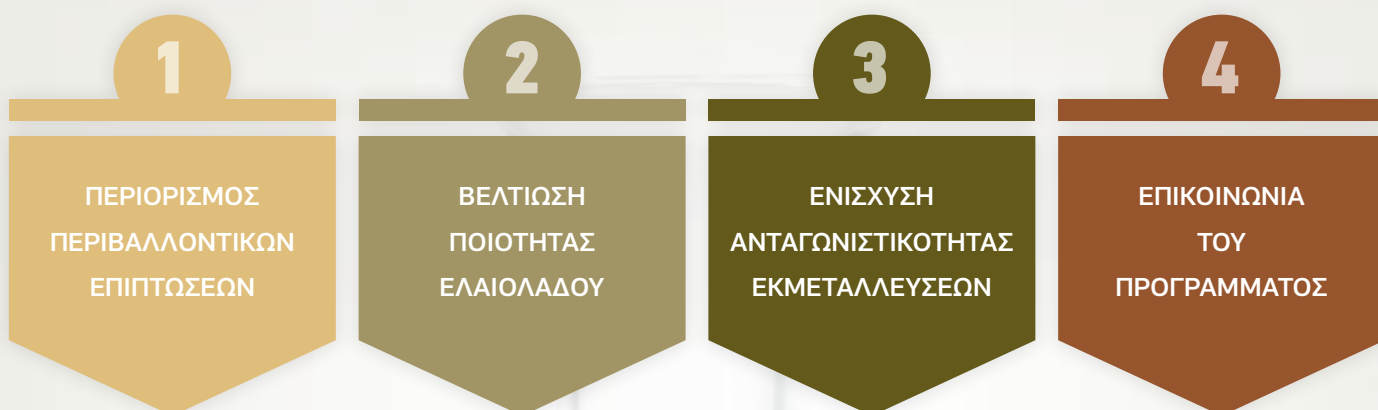 1
ΠΕΡΙΟΡΙΣΜΟΣ
ΠΕΡΙΒΑΛΛΟΝΤΙΚΩΝ
ΕΠΙΠΤΩΣΕΩΝ
2
ΒΕΛΤΙΩΣΗ
ΠΟΙΟΤΗΤΑΣ
ΕΛΑΙΟΛΑΔΟΥ
3
ΕΝΙΣΧΥΣΗ
ΑΝΤΑΓΩΝΙΣΤΙΚΟΤΗΤΑΣ
ΕΚΜΕΤΑΛΛΕΥΣΕΩΝ
4
ΕΠΙΚΟΙΝΩΝΙΑ
ΤΟΥ
ΠΡΟΓΡΑΜΜΑΤΟΣ